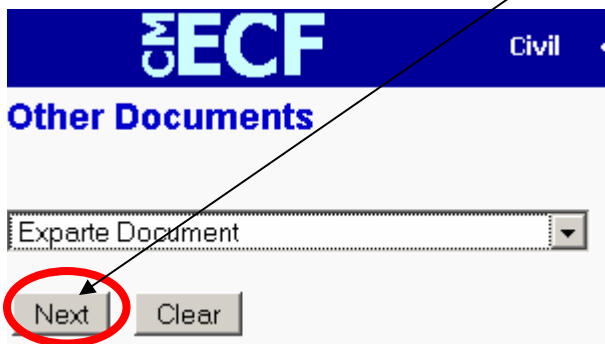 CM ECF Civil
Other Documents
Exparte Document
Next Clear